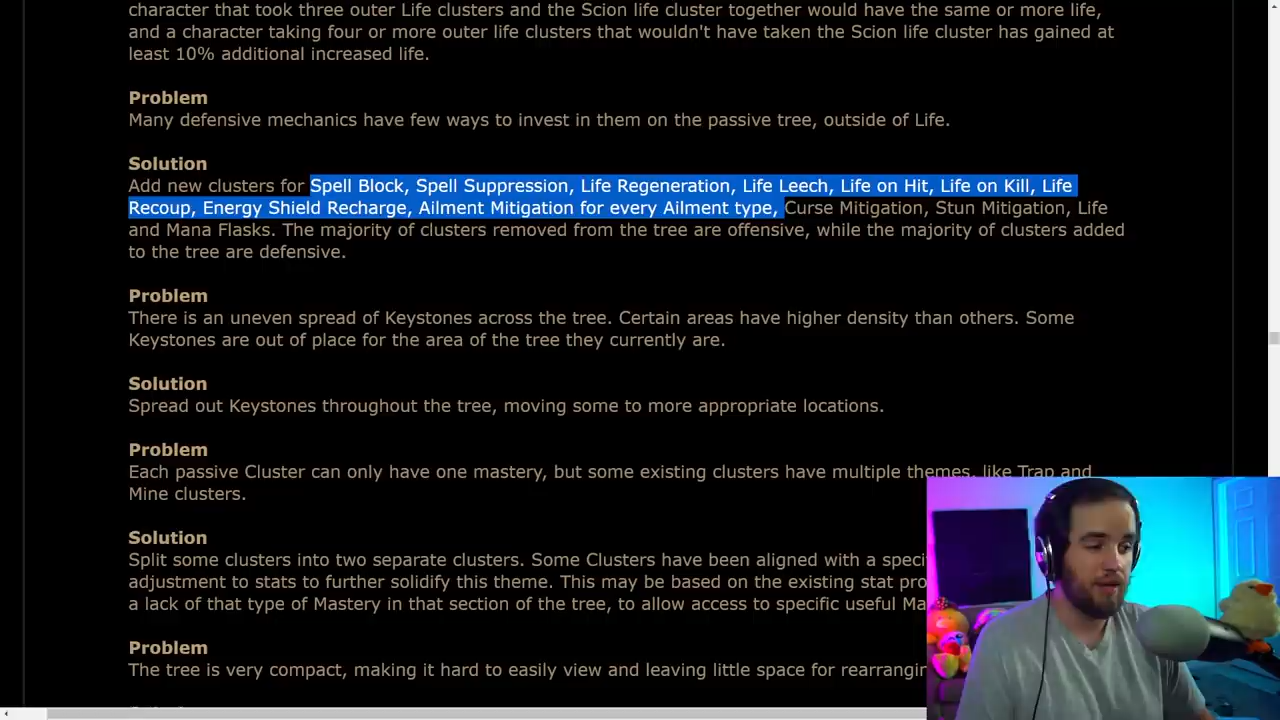 character that took three outer Life clusters and the Scion life cluster together would have the same or more life,
and a character taking four or more outer life clusters that wouldn't have taken the Scion life cluster has gained at
least 10% additional increased life.
Problem
Many defensive mechanics have few ways to invest in them on the passive tree, outside of Life.
Solution
Add new clusters for Spell Block, Spell Suppression, Life Regeneration, Life Leech, Life on Hit, Life on Kill, Life
Recoup, Energy Shield Recharge, Ailment Mitigation for every Ailment type, Curse Mitigation, Stun Mitigation, Life
and Mana Flasks. The majority of clusters removed from the tree are offensive, while the majority of clusters added
to the tree are defensive.
Problem
There is an uneven spread of Keystones across the tree. Certain areas have higher density than others. Some
Keystones are out of place for the area of the tree they currently are.
Solution
Spread out Keystones throughout the tree, moving some to more appropriate locations.
Problem
Each passive Cluster can only have one mastery, but some existing clusters have multiple themes, like Trap and
Mine clusters.
Solution
Split some clusters into two separate clusters. Some Clusters have been aligned with a speci
adjustment to stats to further solidify this theme. This may be based on the existing stat pro
a lack of that type of Mastery in that section of the tree, to allow access to specific useful Ma
Problem
The tree is very compact, making it hard to easily view and leaving little space for rearrangin